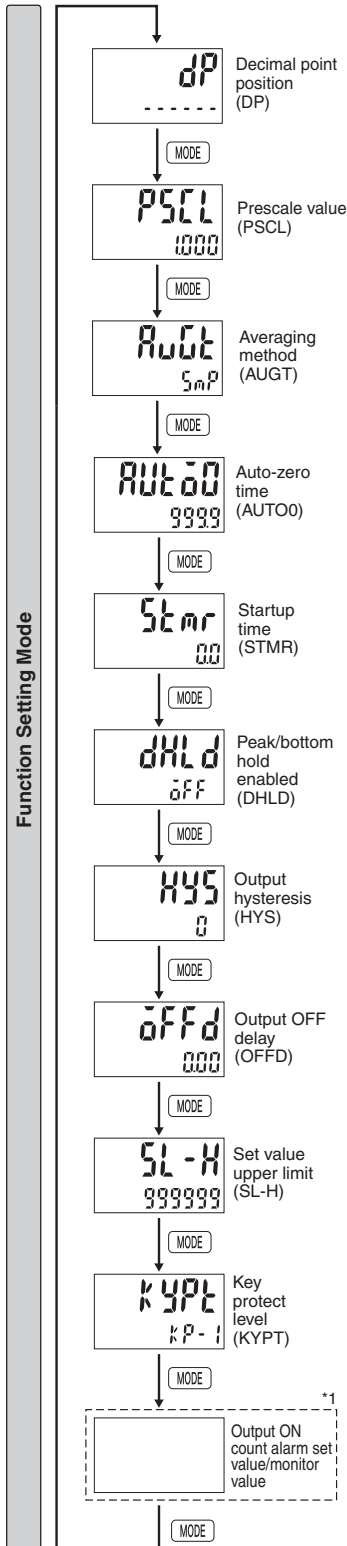 Function Setting Mode
dP
------
Decimal point
position
(DP)
MODE
PSCL
1.000
Prescale value
(PSCL)
MODE
AvGt
SmP
Averaging
method
(AUGT)
MODE
AUto0
999.9
Auto-zero
time
(AUTO0)
MODE
Stmr
0.0
Startup
time
(STMR)
MODE
dHLd
oFF
Peak/bottom
hold
enabled
(DHLD)
MODE
HYS
0
Output
hysteresis
(HYS)
MODE
oFFd
0.00
Output OFF
delay
(OFFD)
MODE
SL-H
999999
Set value
upper limit
(SL-H)
MODE
KYPt
KP-1
Key
protect
level
(KYPT)
MODE
*1
Output ON
count alarm set
value/monitor
value
MODE